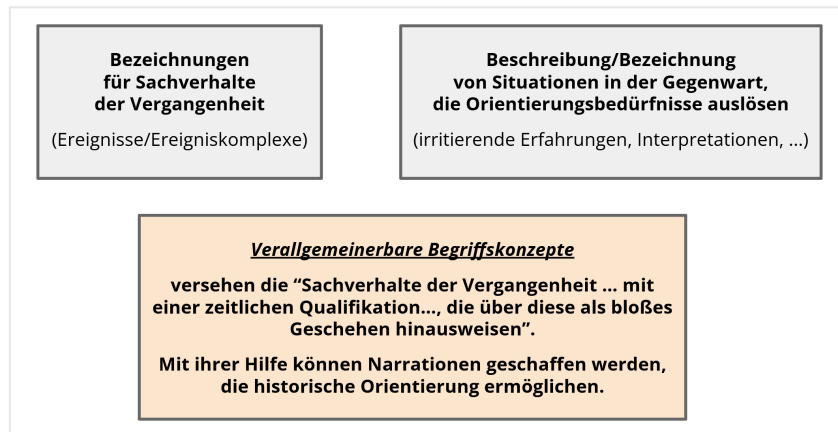 Bezeichnungen
für Sachverhalte
der Vergangenheit
(Ereignisse/Ereigniskomplexe)
Beschreibung/Bezeichnung
von Situationen in der Gegenwart,
die Orientierungsbedürfnisse auslösen
(irritierende Erfahrungen, Interpretationen, ...)
Verallgemeinerbare Begriffskonzepte
versehen die “Sachverhalte der Vergangenheit ... mit
einer zeitlichen Qualifikation..., die über diese als bloßes
Geschehen hinausweisen”.
Mit ihrer Hilfe können Narrationen geschaffen werden,
die historische Orientierung ermöglichen.